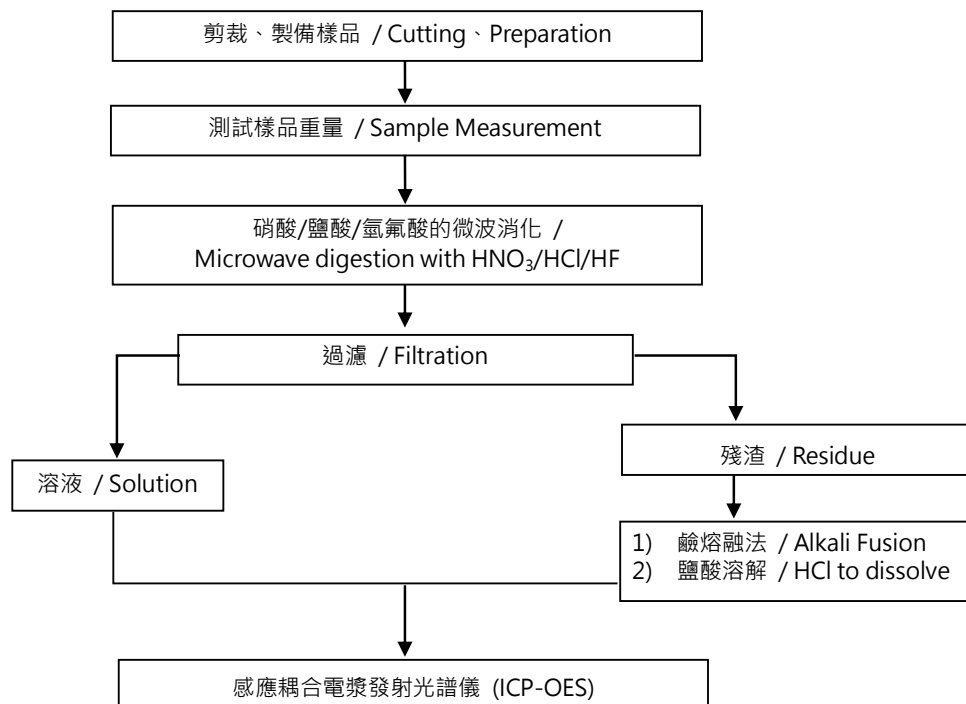 剪裁、製備樣品 / Cutting、Preparation
測試樣品重量 / Sample Measurement
硝酸/鹽酸/氫氟酸的微波消化 /
Microwave digestion with HNO₃/HCl/HF
過濾 / Filtration
溶液 / Solution
殘渣 / Residue
1) 鹼熔融法 / Alkali Fusion
2) 鹽酸溶解 / HCl to dissolve
感應耦合電漿發射光譜儀 (ICP-OES)